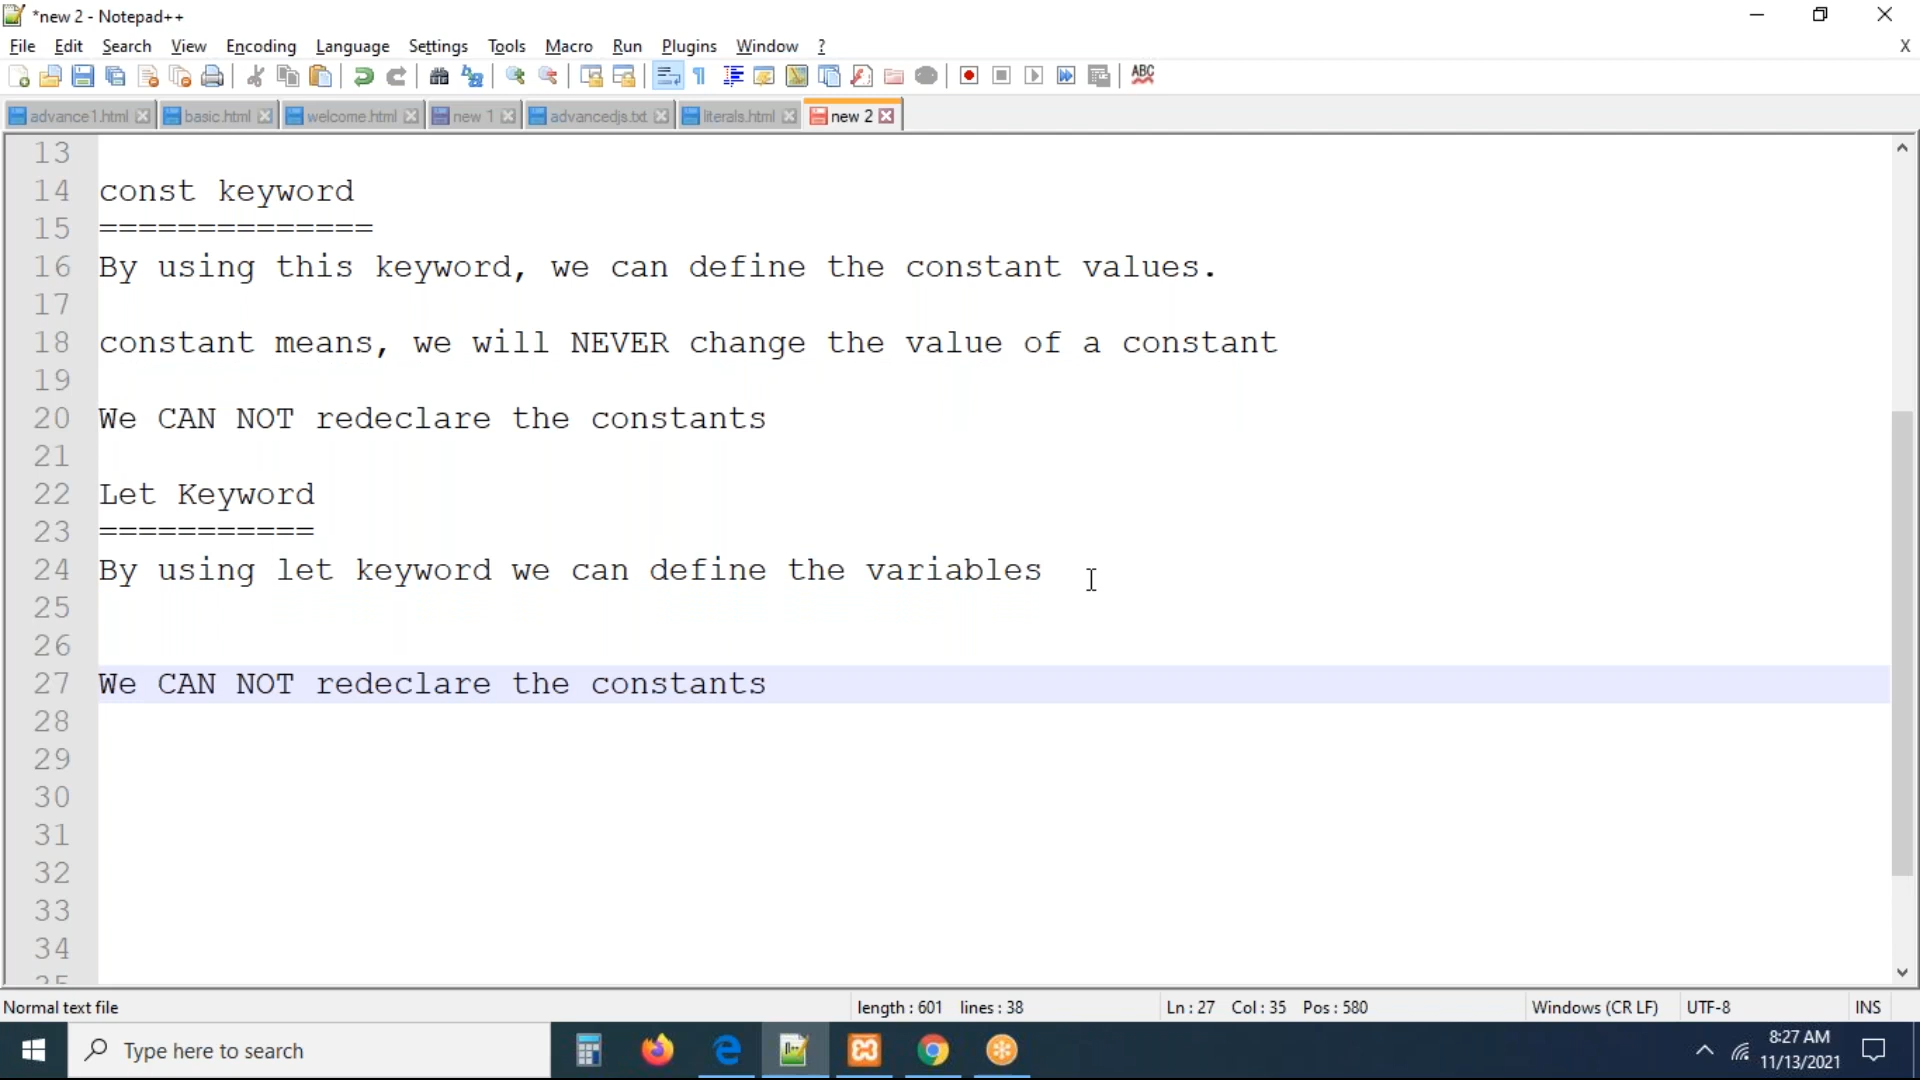 *new 2 - Notepad++
File Edit Search View Encoding Language Settings Tools Macro Run Plugins Window ? X
ABC
advance1.html basic.html welcome.html new 1 advancedjs.txt literals.html new 2
13
14 const keyword
15 ==============
16 By using this keyword, we can define the constant values.
17
18 constant means, we will NEVER change the value of a constant
19
20 We CAN NOT redeclare the constants
21
22 Let Keyword
23 ===========
24 By using let keyword we can define the variables
25
26
27 We CAN NOT redeclare the constants
28
29
30
31
32
33
34
35
Normal text file length : 601 lines : 38 Ln : 27 Col : 35 Pos : 580 Windows (CR LF) UTF-8 INS
Type here to search
8:27 AM
11/13/2021